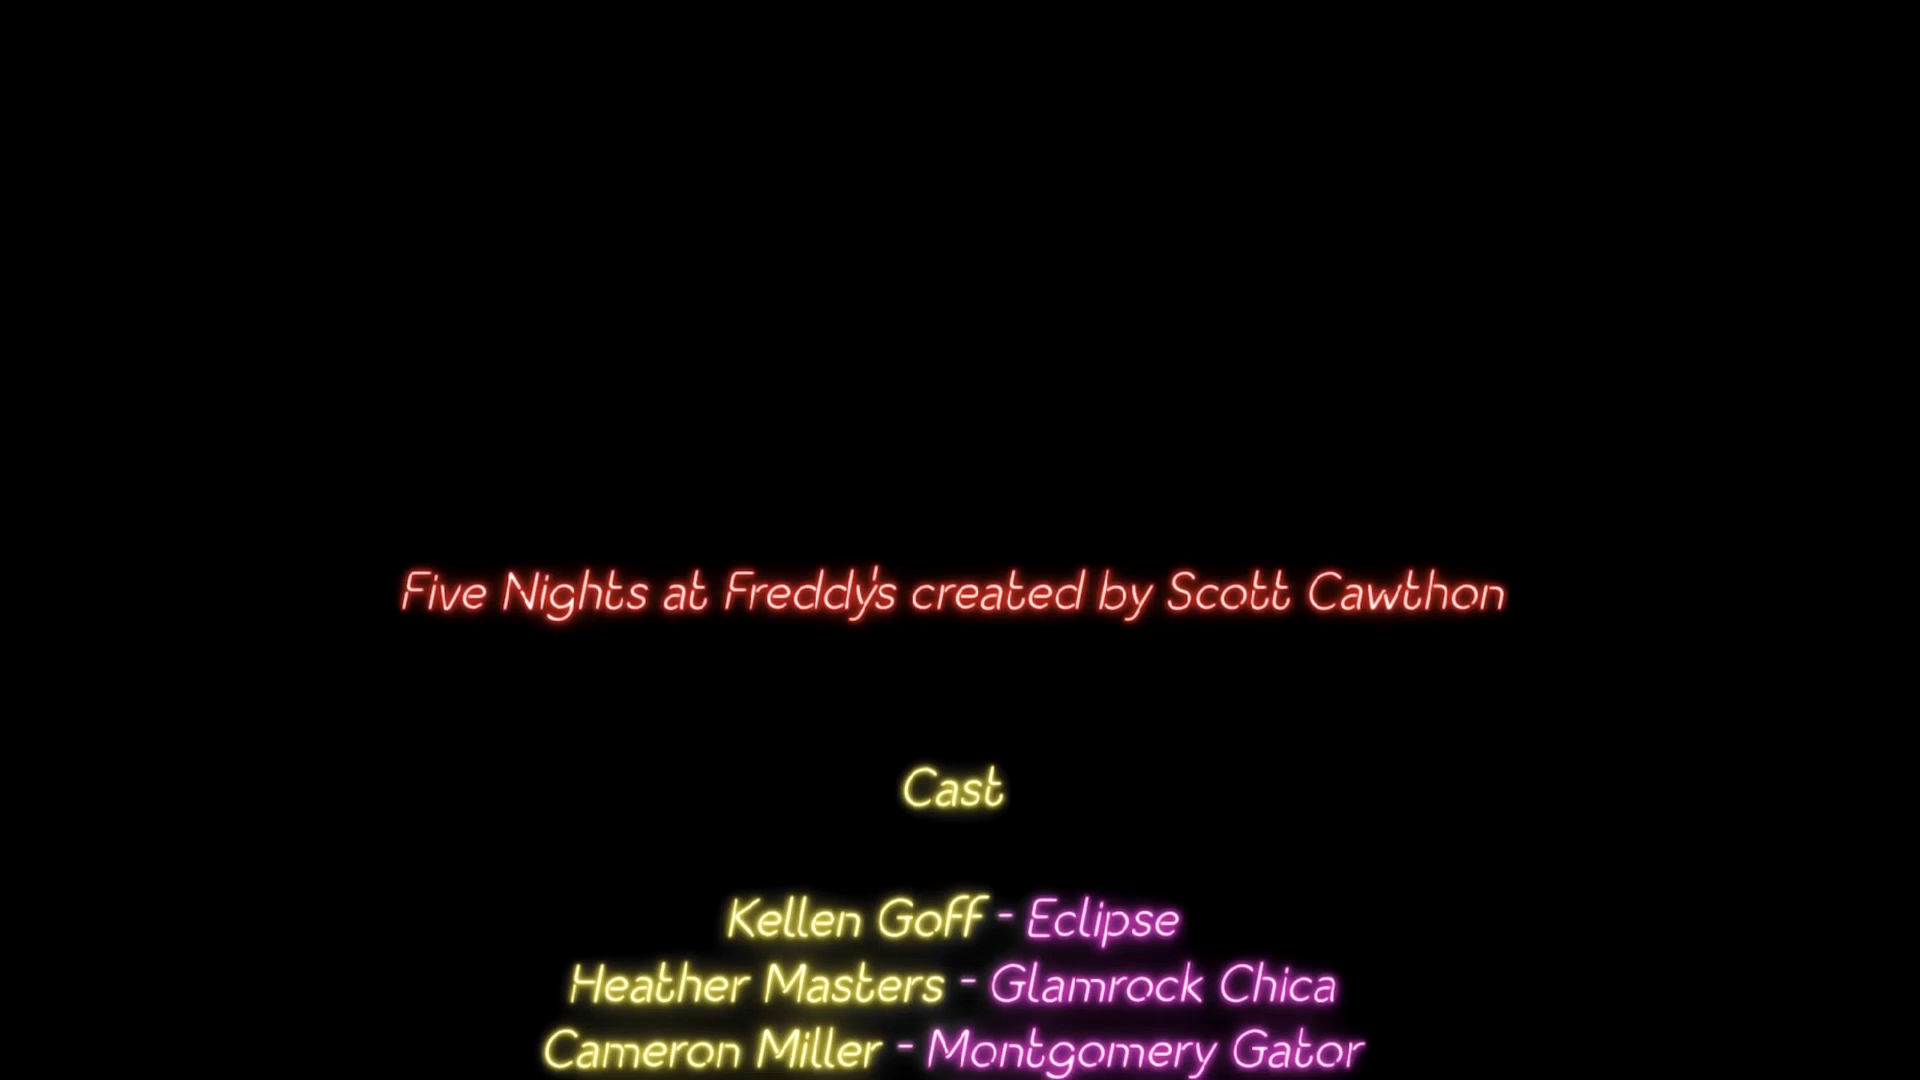 Five Nights at Freddy's created by Scott Cawthon
Cast
Kellen Goff - Eclipse
Heather Masters - Glamrock Chica
Cameron Miller - Montgomery Gator